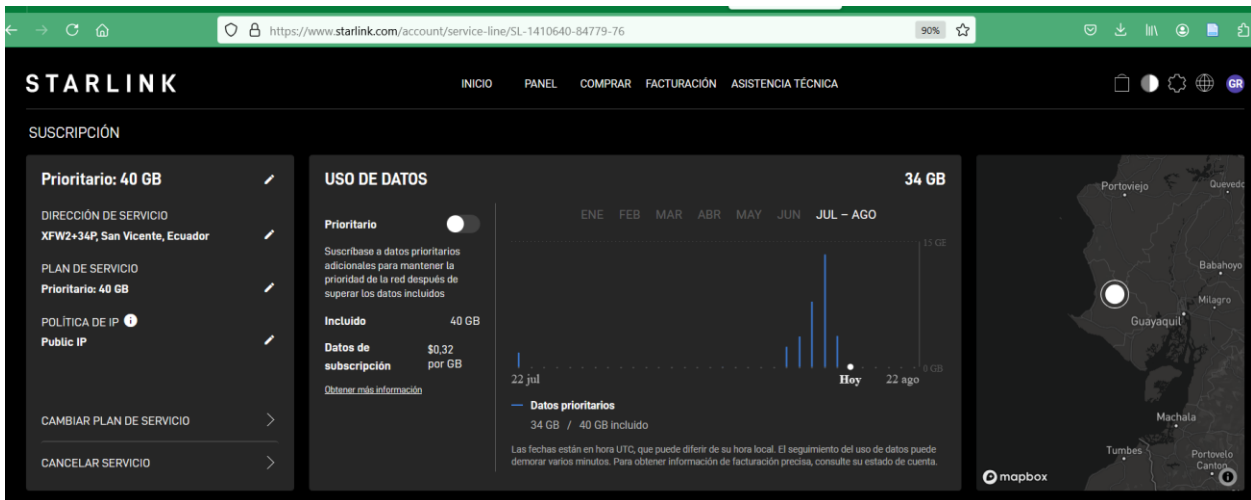 https://www.starlink.com/account/service-line/SL-1410640-84779-76
90%
STARLINK
INICIO PANEL COMPRAR FACTURACIÓN ASISTENCIA TÉCNICA
GR
SUSCRIPCIÓN
Prioritario: 40 GB
DIRECCIÓN DE SERVICIO
XFW2+34P, San Vicente, Ecuador
PLAN DE SERVICIO
Prioritario: 40 GB
POLÍTICA DE IP
Public IP
CAMBIAR PLAN DE SERVICIO
CANCELAR SERVICIO
USO DE DATOS 34 GB
Prioritario
Suscríbase a datos prioritarios
adicionales para mantener la
prioridad de la red después de
superar los datos incluidos
Incluido 40 GB
Datos de $0,32
subscripción por GB
Obtener más información
ENE FEB MAR ABR MAY JUN JUL – AGO
15 GB
0 GB
22 jul Hoy 22 ago
Datos prioritarios
34 GB / 40 GB incluido
Las fechas están en hora UTC, que puede diferir de su hora local. El seguimiento del uso de datos puede
demorar varios minutos. Para obtener información de facturación precisa, consulte su estado de cuenta.
Portoviejo
Quevedo
Babahoyo
Milagro
Guayaquil
Machala
Tumbes
Portovelo
Canton
mapbox